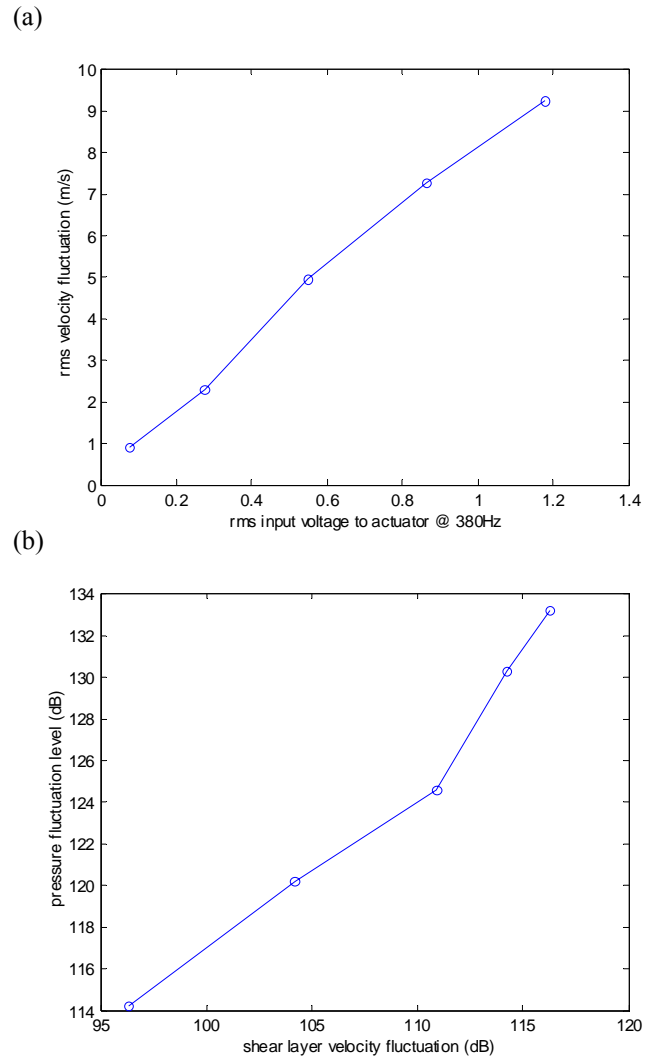 (a)
10
9
8
7
6
5
4
3
2
1
0
rms velocity fluctuation (m/s)
0 0.2 0.4 0.6 0.8 1 1.2 1.4
rms input voltage to actuator @ 380Hz
(b)
134
132
130
128
126
124
122
120
118
116
114
pressure fluctuation level (dB)
95 100 105 110 115 120
shear layer velocity fluctuation (dB)